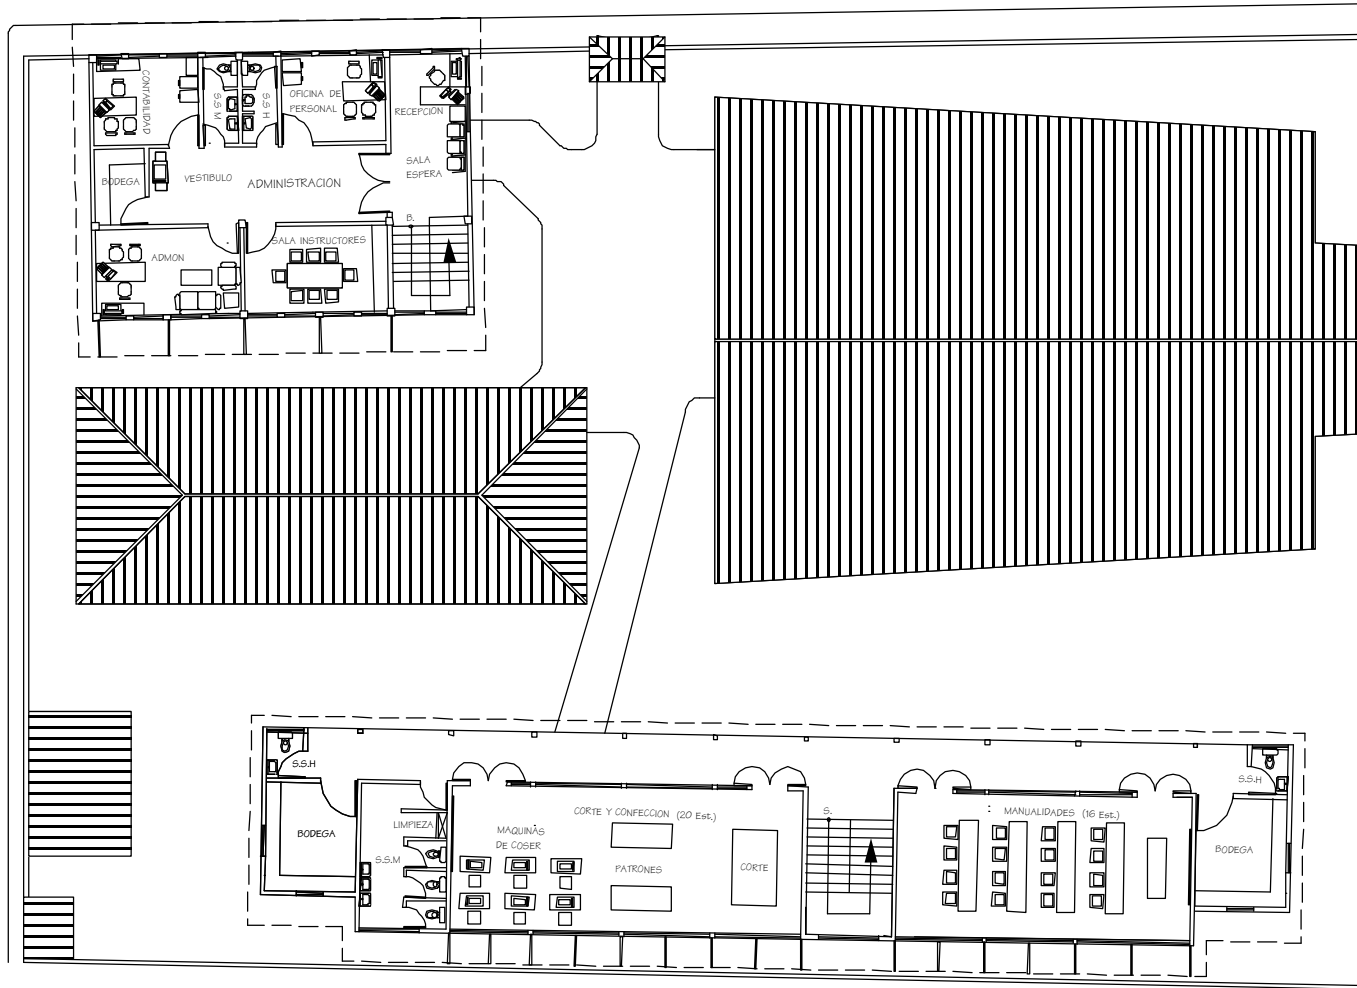 CONTABILIDAD
S.S.M
S.S.H
OFICINA DE
PERSONAL
RECEPCION
SALA
ESPERA
BODEGA
VESTIBULO
ADMINISTRACION
B.
SALA INSTRUCTORES
ADMON
S.S.H
BODEGA
LIMPIEZA
S.S.M
MAQUINAS
DE COSER
CORTE Y CONFECCION (20 Est.)
PATRONES
CORTE
S.
MANUALIDADES (16 Est.)
S.S.H
BODEGA